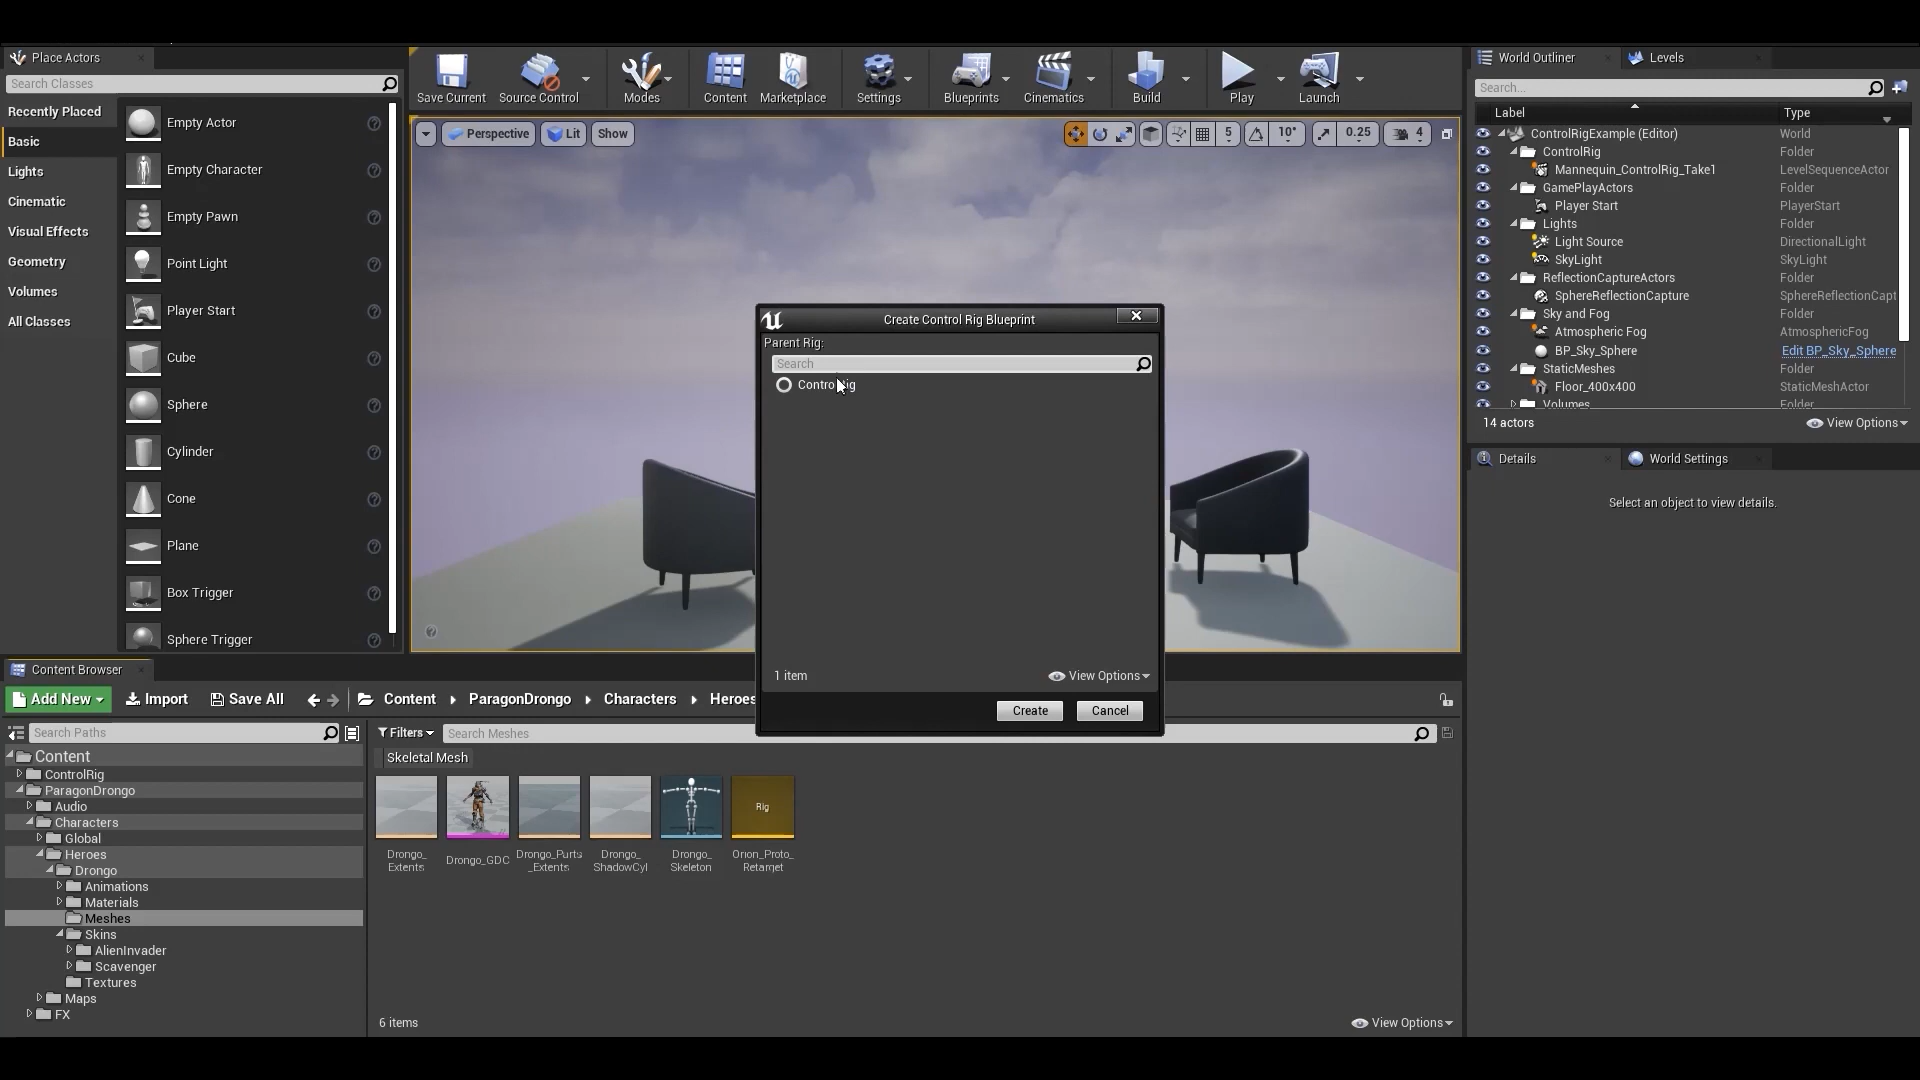 Place Actors
Search Classes
Recently Placed
Basic
Lights
Cinematic
Visual Effects
Geometry
Volumes
All Classes
Empty Actor
Empty Character
Empty Pawn
Point Light
Player Start
Cube
Sphere
Cylinder
Cone
Plane
Box Trigger
Sphere Trigger
Save Current
Source Control
Modes
Content
Marketplace
Settings
Blueprints
Cinematics
Build
Play
Launch
Perspective
Lit
Show
5
10°
0.25
4
Create Control Rig Blueprint
Parent Rig:
Search
1 item
View Options
Create
Cancel
World Outliner
Levels
Search...
Label
Type
ControlRigExample (Editor)
World
ControlRig
Folder
Mannequin_ControlRig_Take1
LevelSequenceActor
GamePlayActors
Folder
Player Start
PlayerStart
Lights
Folder
Light Source
DirectionalLight
SkyLight
SkyLight
ReflectionCaptureActors
Folder
SphereReflectionCapture
SphereReflectionCapt
Sky and Fog
Folder
Atmospheric Fog
AtmosphericFog
BP_Sky_Sphere
Edit BP_Sky_Sphere
StaticMeshes
Folder
Floor_400x400
StaticMeshActor
Volumes
Folder
14 actors
View Options
Details
World Settings
Select an object to view details.
Content Browser
Add New
Import
Save All
Content
ParagonDrongo
Characters
Heroes
Search Paths
Filters
Search Meshes
Skeletal Mesh
Content
ControlRig
ParagonDrongo
Audio
Characters
Global
Heroes
Drongo
Animations
Materials
Meshes
Skins
AlienInvader
Scavenger
Textures
Maps
FX
Drongo_
Extents
Drongo_GDC
Drongo_Purts
_Extents
Drongo_
ShadowCyl
Drongo_
Skeleton
Rig
Orion_Proto_
Retarget
6 items
View Options